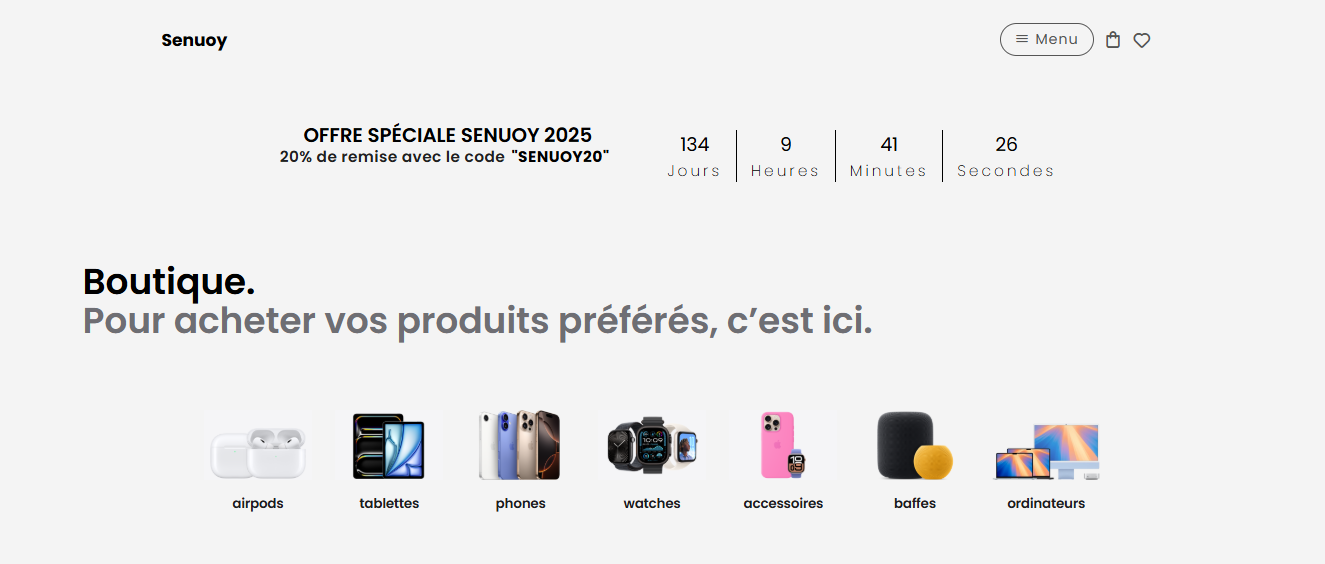 Senuoy
Menu
OFFRE SPÉCIALE SENUOY 2025
20% de remise avec le code "SENUOY20"
134 9 41 26
Jours Heures Minutes Secondes
Boutique.
Pour acheter vos produits préférés, c’est ici.
airpods tablettes phones watches accessoires baffes ordinateurs